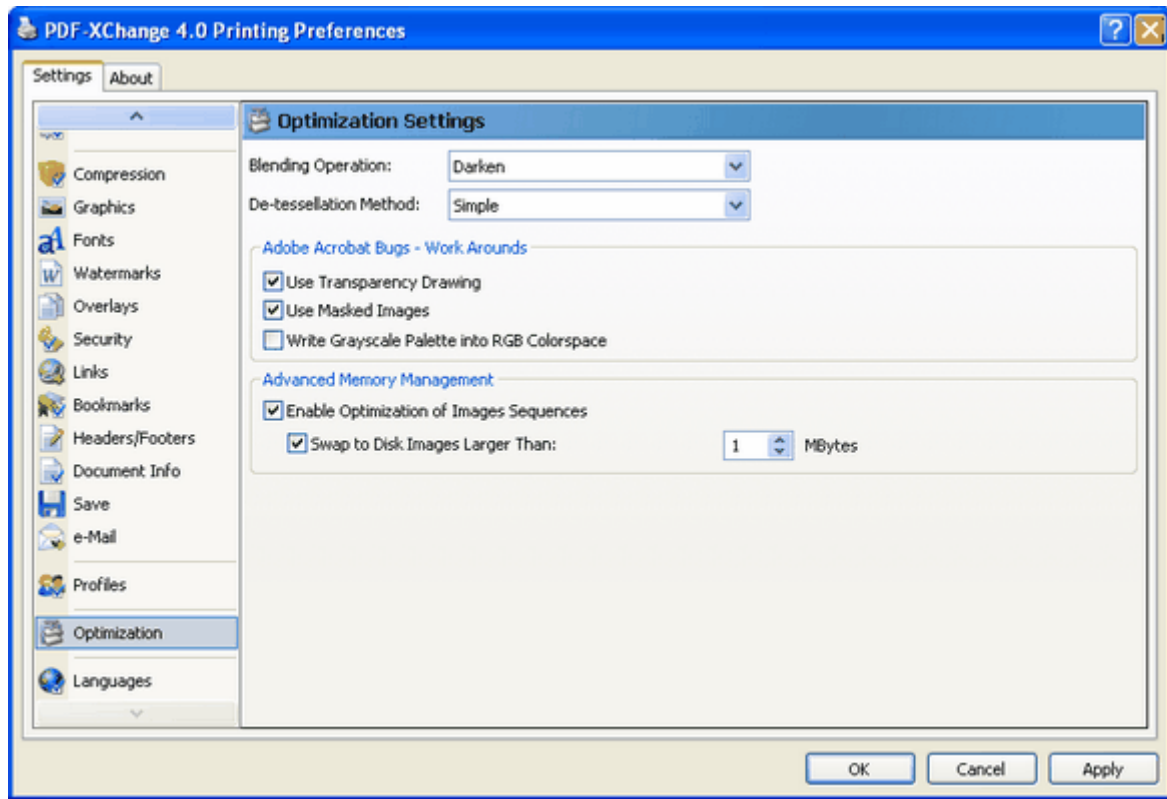 PDF-XChange 4.0 Printing Preferences
Settings About
Optimization Settings
Compression
Graphics
Fonts
Watermarks
Overlays
Security
Links
Bookmarks
Headers/Footers
Document Info
Save
e-Mail
Profiles
Optimization
Languages
Blending Operation: Darken
De-tessellation Method: Simple
Adobe Acrobat Bugs - Work Arounds
Use Transparency Drawing
Use Masked Images
Write Grayscale Palette into RGB Colorspace
Advanced Memory Management
Enable Optimization of Images Sequences
Swap to Disk Images Larger Than: 1 MBytes
OK Cancel Apply